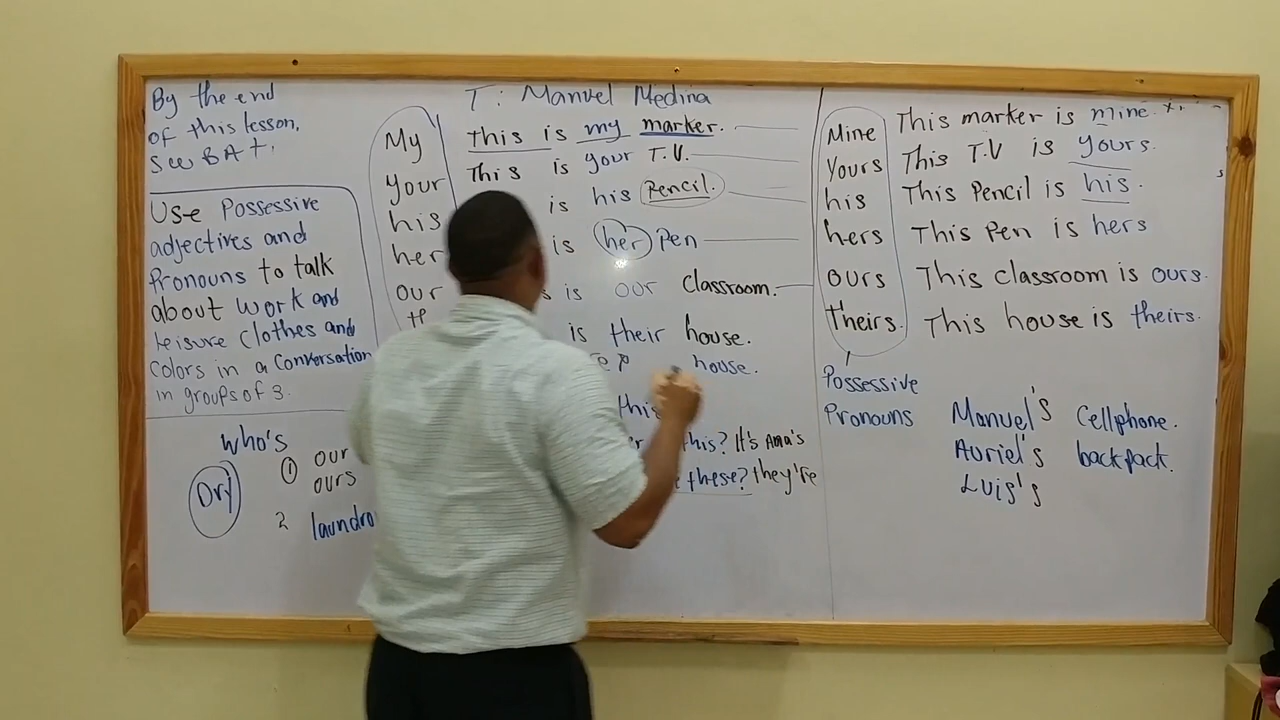 By the end
of this lesson,
SWBAT.
Use Possessive
adjectives and
Pronouns to talk
about work and
leisure clothes and
colors in a conversation
in groups of 3.
who's
Dry
① our
ours
2 laundro
My
your
his
her
our
T: Manuel Medina
This is my marker.
This is your T.V.
is his Pencil.
is her Pen
is our classroom.
is their house.
house.
this
this? It's Ana's
these? they're
Mine
Yours
his
hers
ours
Theirs.
Possessive
Pronouns
This marker is mine
This T.V is yours.
This Pencil is his.
This Pen is hers
This classroom is ours.
This house is theirs.
Manuel's Cellphone.
Auriel's backpack.
Luis's